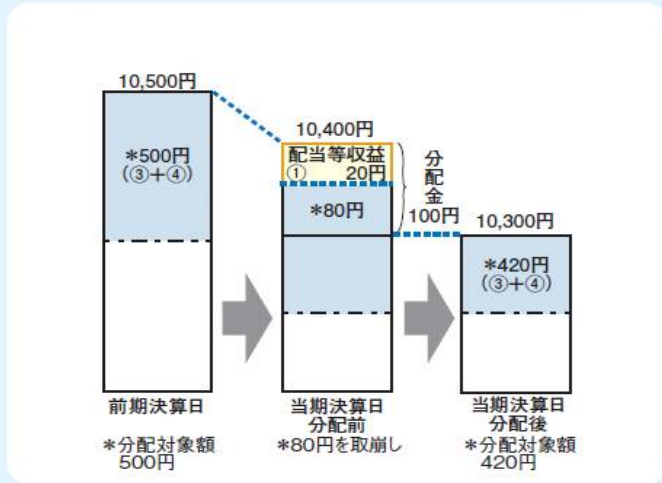 10,500円
*500円
(③+④)
前期決算日
*分配対象額
500円
10,400円
配当等収益
① 20円
*80円
分配金
100円
当期決算日
分配前
*80円を取崩し
10,300円
*420円
(③+④)
当期決算日
分配後
*分配対象額
420円